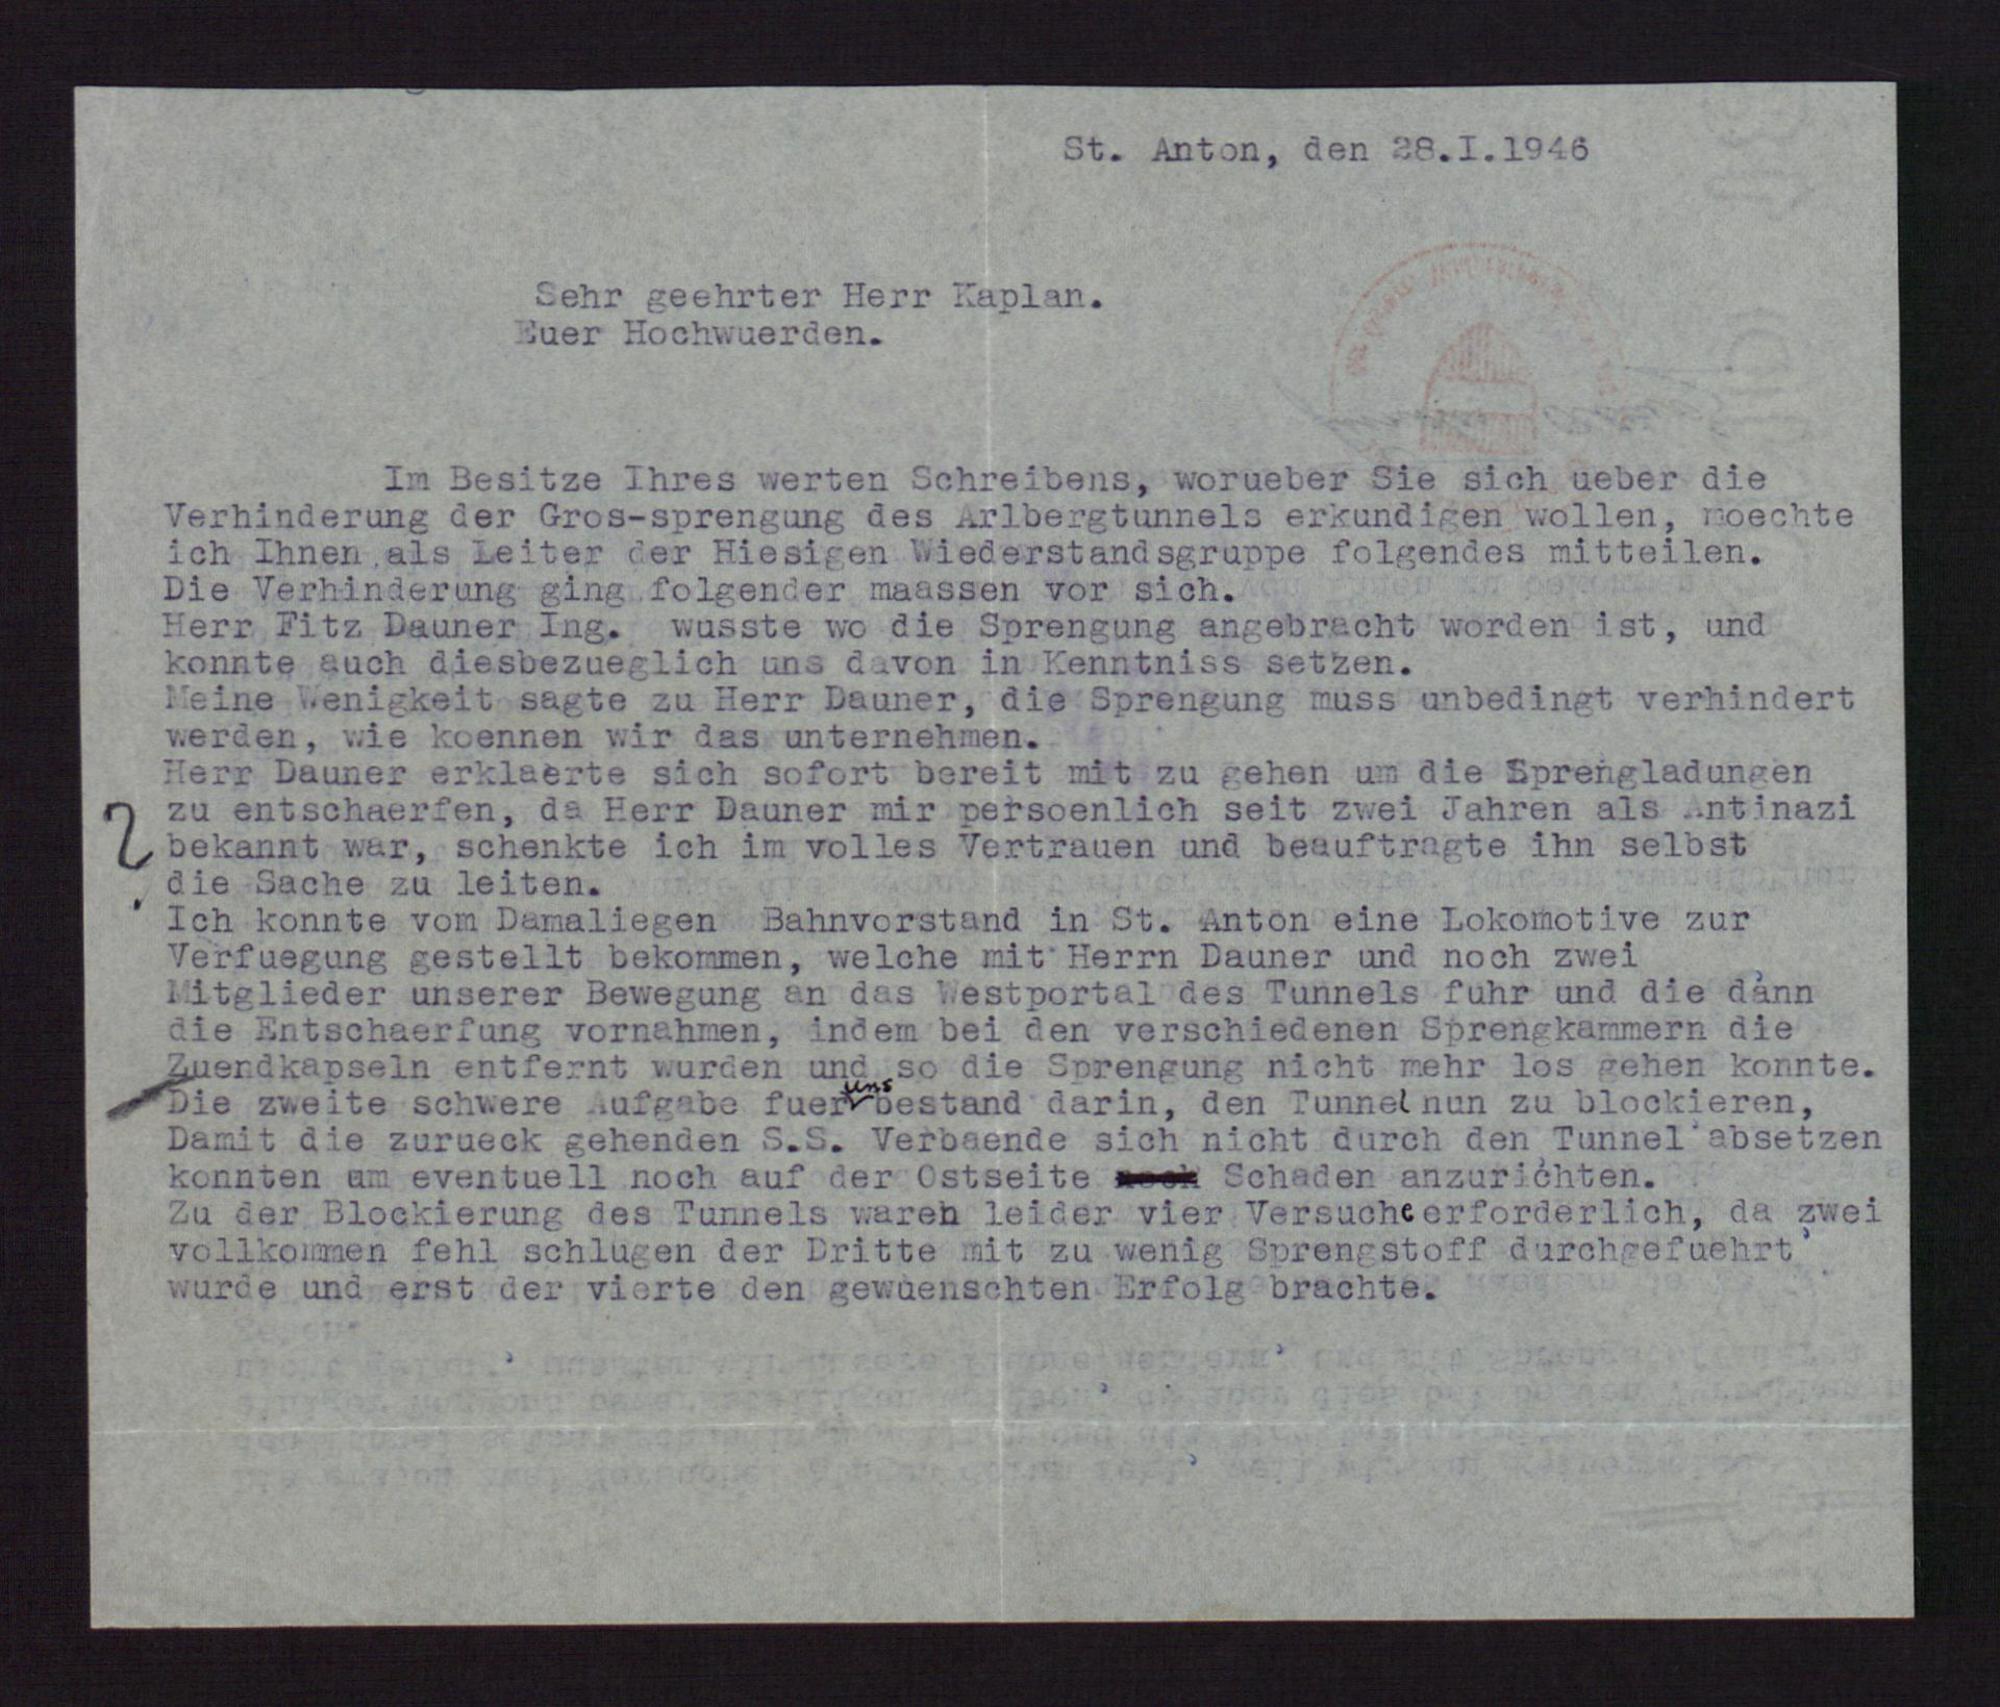 St. Anton, den 28.I.1946
Sehr geehrter Herr Kaplan.
Euer Hochwuerden.
Im Besitze Ihres werten Schreibens, worueber Sie sich ueber die
Verhinderung der Gros-sprengung des Arlbergtunnels erkundigen wollen, moechte
ich Ihnen als Leiter der Hiesigen Wiederstandsgruppe folgendes mitteilen.
Die Verhinderung ging folgender maassen vor sich.
Herr Fitz Dauner Ing. wusste wo die Sprengung angebracht worden ist, und
konnte auch diesbezueglich uns davon in Kenntniss setzen.
Meine Wenigkeit sagte zu Herr Dauner, die Sprengung muss unbedingt verhindert
werden, wie koennen wir das unternehmen.
Herr Dauner erklaerte sich sofort bereit mit zu gehen um die Sprengladungen
zu entschaerfen, da Herr Dauner mir persoenlich seit zwei Jahren als Antinazi
? bekannt war, schenkte ich im volles Vertrauen und beauftragte ihn selbst
die Sache zu leiten.
Ich konnte vom Damaliegen Bahnvorstand in St. Anton eine Lokomotive zur
Verfuegung gestellt bekommen, welche mit Herrn Dauner und noch zwei
Mitglieder unserer Bewegung an das Westportal des Tunnels fuhr und die dann
die Entschaerfung vornahmen, indem bei den verschiedenen Sprengkammern die
Zuendkapseln entfernt wurden und so die Sprengung nicht mehr los gehen konnte.
Die zweite schwere Aufgabe fuer uns bestand darin, den Tunnel nun zu blockieren,
Damit die zurueck gehenden S.S. Verbaende sich nicht durch den Tunnel absetzen
konnten um eventuell noch auf der Ostseite noch Schaden anzurichten.
Zu der Blockierung des Tunnels waren leider vier Versuche erforderlich, da zwei
vollkommen fehl schlugen der Dritte mit zu wenig Sprengstoff durchgefuehrt
wurde und erst der vierte den gewuenschten Erfolg brachte.